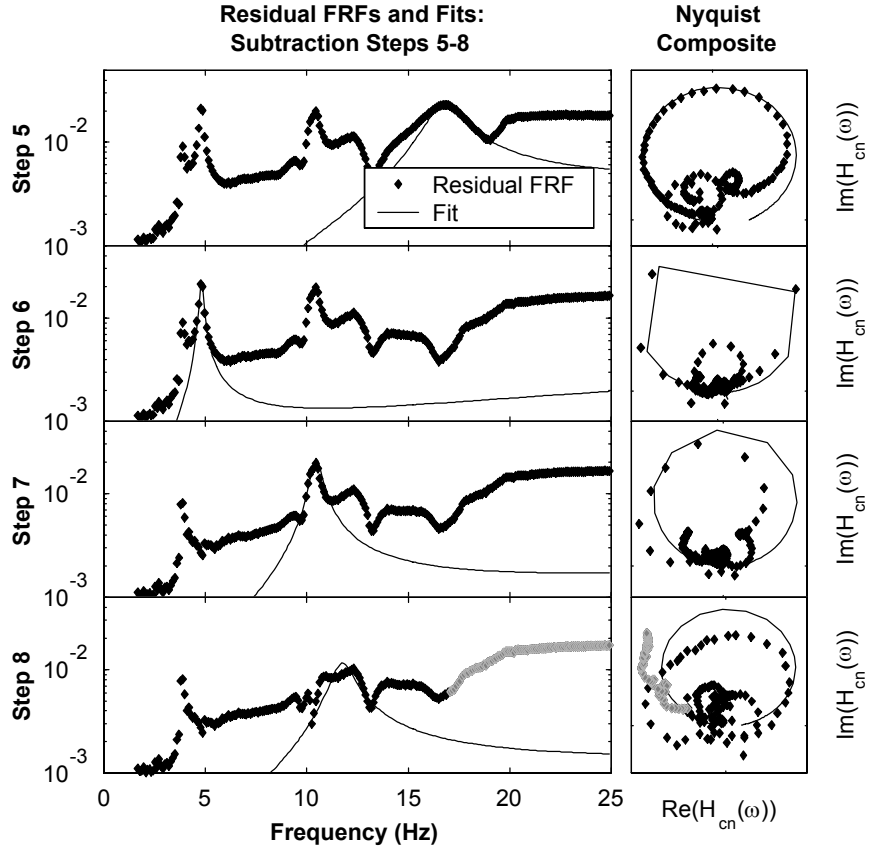 Residual FRFs and Fits:
Subtraction Steps 5-8
Nyquist
Composite
Step 5
10^-2
10^-3
Residual FRF
Fit
Im(H_cn(ω))
Step 6
10^-2
10^-3
Im(H_cn(ω))
Step 7
10^-2
10^-3
Im(H_cn(ω))
Step 8
10^-2
10^-3
Im(H_cn(ω))
0 5 10 15 20 25
Frequency (Hz)
Re(H_cn(ω))